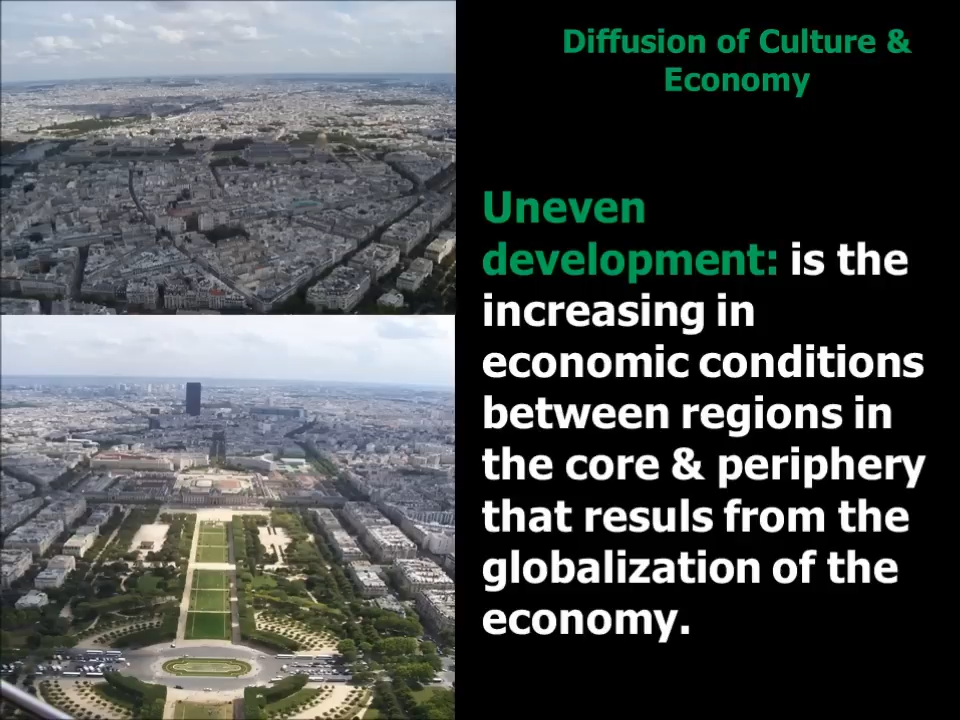 Diffusion of Culture &
Economy
Uneven
development: is the
increasing in
economic conditions
between regions in
the core & periphery
that resuls from the
globalization of the
economy.